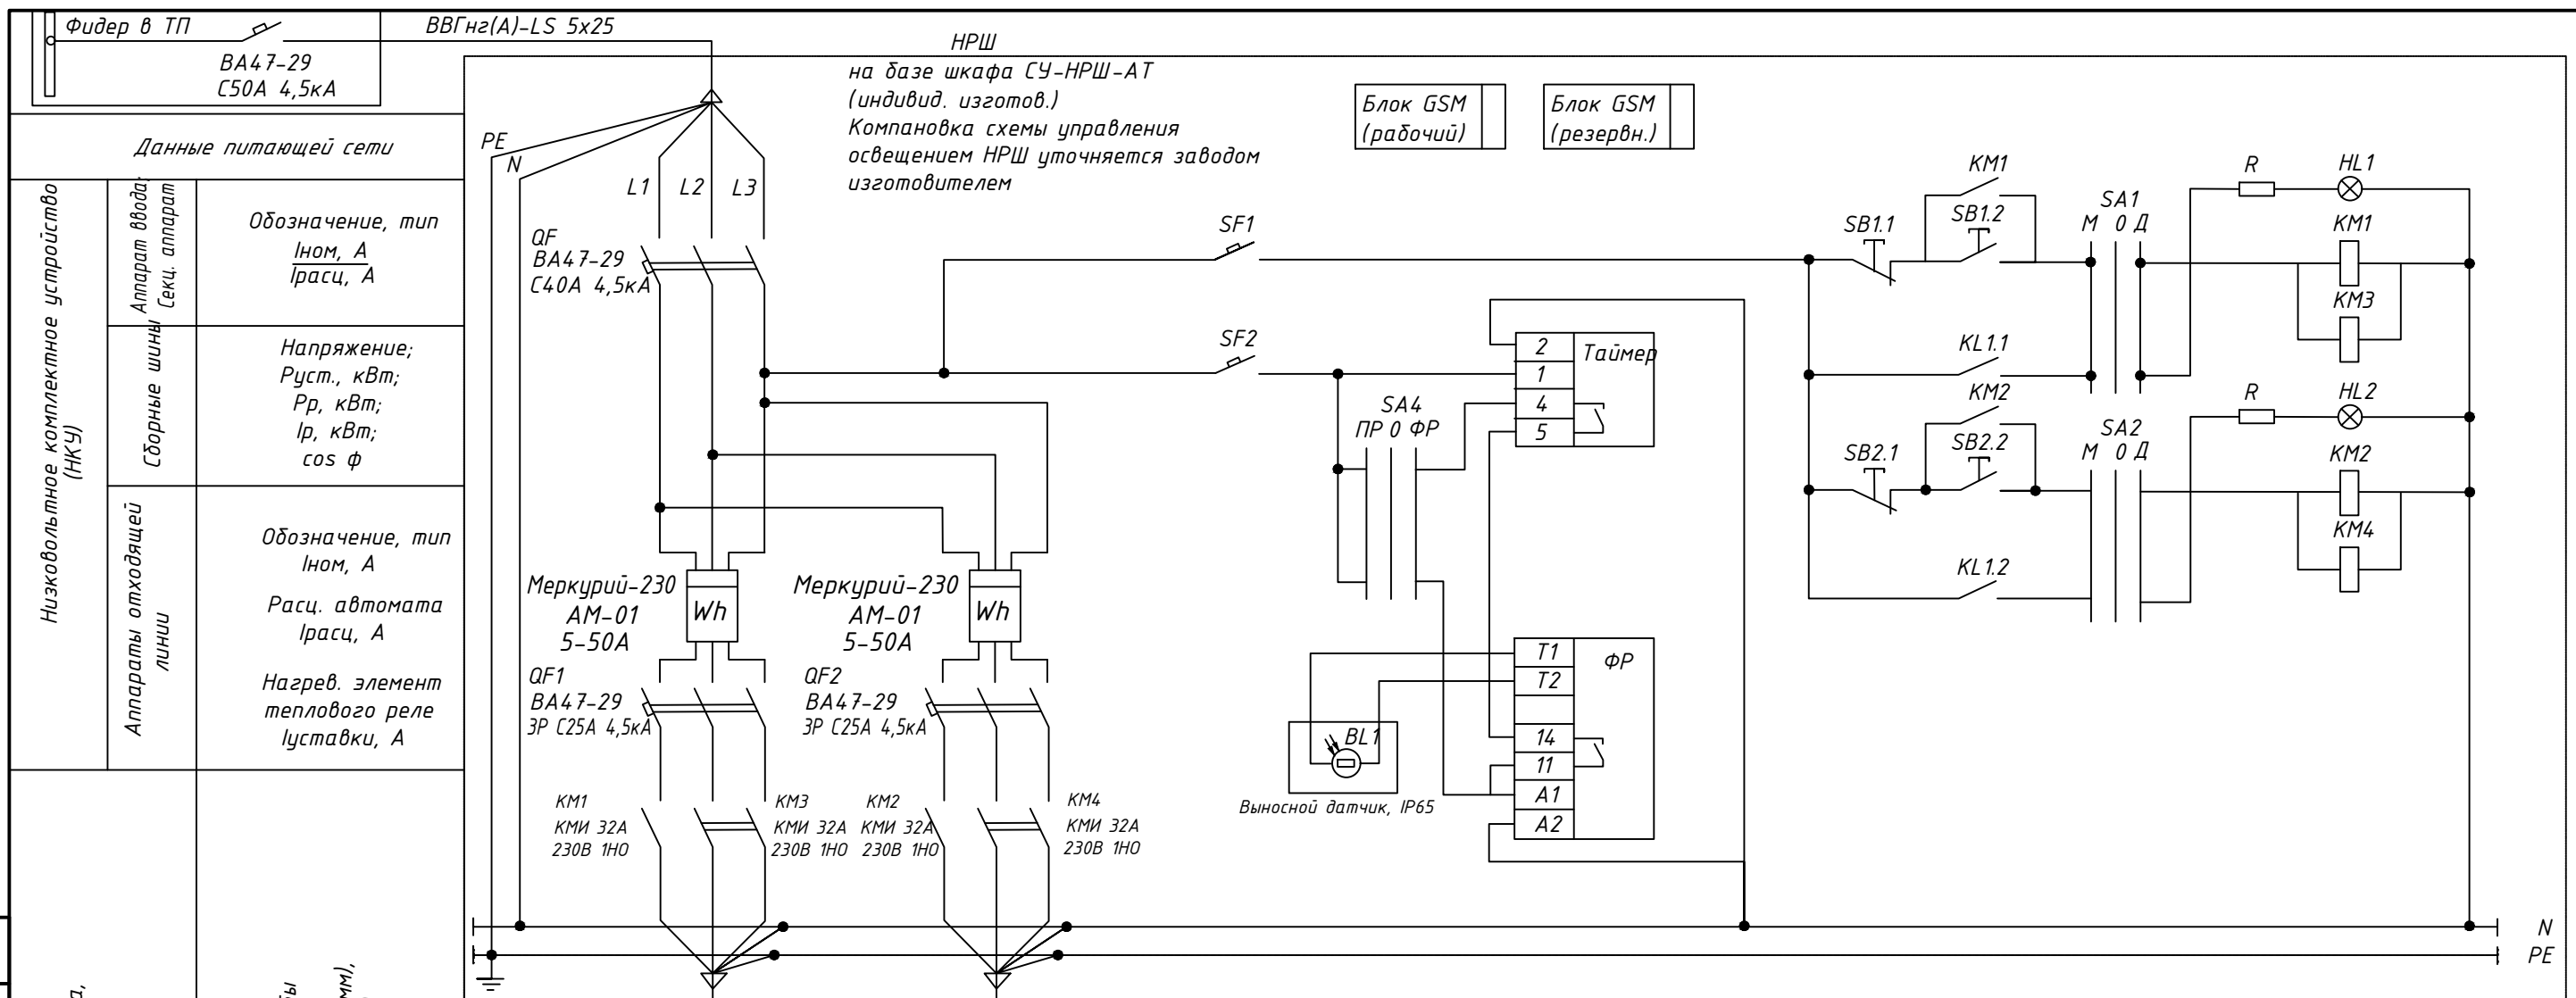 Фидер в ТП
ВА47-29
С50А 4,5кА
ВВГнг(А)-LS 5х25
Данные питающей сети
Низковольтное комплектное устройство
(НКУ)
Аппарат ввода;
Секц. аппарат
Обозначение, тип
Iном, А
Iрасц, А
Сборные шины
Напряжение;
Руст., кВт;
Рр, кВт;
Iр, кВт;
cos ф
Аппараты отходящей
линии
Обозначение, тип
Iном, А
Расц. автомата
Iрасц, А
Нагрев. элемент
теплового реле
Iуставки, А
НРШ
на базе шкафа СУ-НРШ-АТ
(индивид. изготов.)
Компановка схемы управления
освещением НРШ уточняется заводом
изготовителем
Блок GSM
(рабочий)
Блок GSM
(резервн.)
PE
N
L1
L2
L3
QF
ВА47-29
С40А 4,5кА
Меркурий-230
АМ-01
5-50А
Wh
Меркурий-230
АМ-01
5-50А
Wh
QF1
ВА47-29
3Р С25А 4,5кА
QF2
ВА47-29
3Р С25А 4,5кА
КМ1
КМИ 32А
230В 1НО
КМ3
КМИ 32А
230В 1НО
КМ2
КМИ 32А
230В 1НО
КМ4
КМИ 32А
230В 1НО
SF1
SF2
SA4
ПР 0 ФР
2
1
4
5
Таймер
Т1
Т2
14
11
А1
А2
ФР
BL1
Выносной датчик, IP65
SB1.1
КМ1
SB1.2
SA1
М 0 Д
R
HL1
КМ1
КМ3
KL1.1
КМ2
SB2.1
SB2.2
SA2
М 0 Д
R
HL2
КМ2
КМ4
KL1.2
N
PE